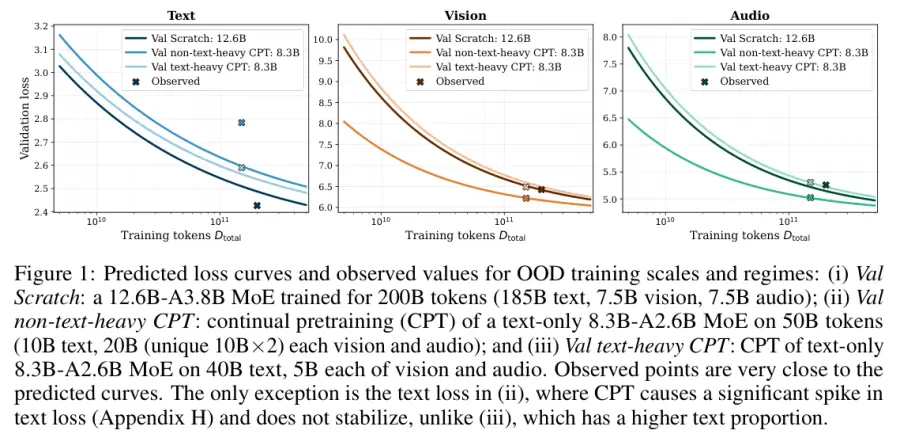 Text
Vision
Audio
Validation loss
3.2
3.1
3.0
2.9
2.8
2.7
2.6
2.5
2.4
10^10
10^11
Training tokens D_total
Val Scratch: 12.6B
Val non-text-heavy CPT: 8.3B
Val text-heavy CPT: 8.3B
Observed
10.0
9.5
9.0
8.5
8.0
7.5
7.0
6.5
6.0
10^10
10^11
Training tokens D_total
Val Scratch: 12.6B
Val non-text-heavy CPT: 8.3B
Val text-heavy CPT: 8.3B
Observed
8.0
7.5
7.0
6.5
6.0
5.5
5.0
10^10
10^11
Training tokens D_total
Val Scratch: 12.6B
Val non-text-heavy CPT: 8.3B
Val text-heavy CPT: 8.3B
Observed
Figure 1: Predicted loss curves and observed values for OOD training scales and regimes: (i) Val
Scratch: a 12.6B-A3.8B MoE trained for 200B tokens (185B text, 7.5B vision, 7.5B audio); (ii) Val
non-text-heavy CPT: continual pretraining (CPT) of a text-only 8.3B-A2.6B MoE on 50B tokens
(10B text, 20B (unique 10B×2) each vision and audio); and (iii) Val text-heavy CPT: CPT of text-only
8.3B-A2.6B MoE on 40B text, 5B each of vision and audio. Observed points are very close to the
predicted curves. The only exception is the text loss in (ii), where CPT causes a significant spike in
text loss (Appendix H) and does not stabilize, unlike (iii), which has a higher text proportion.